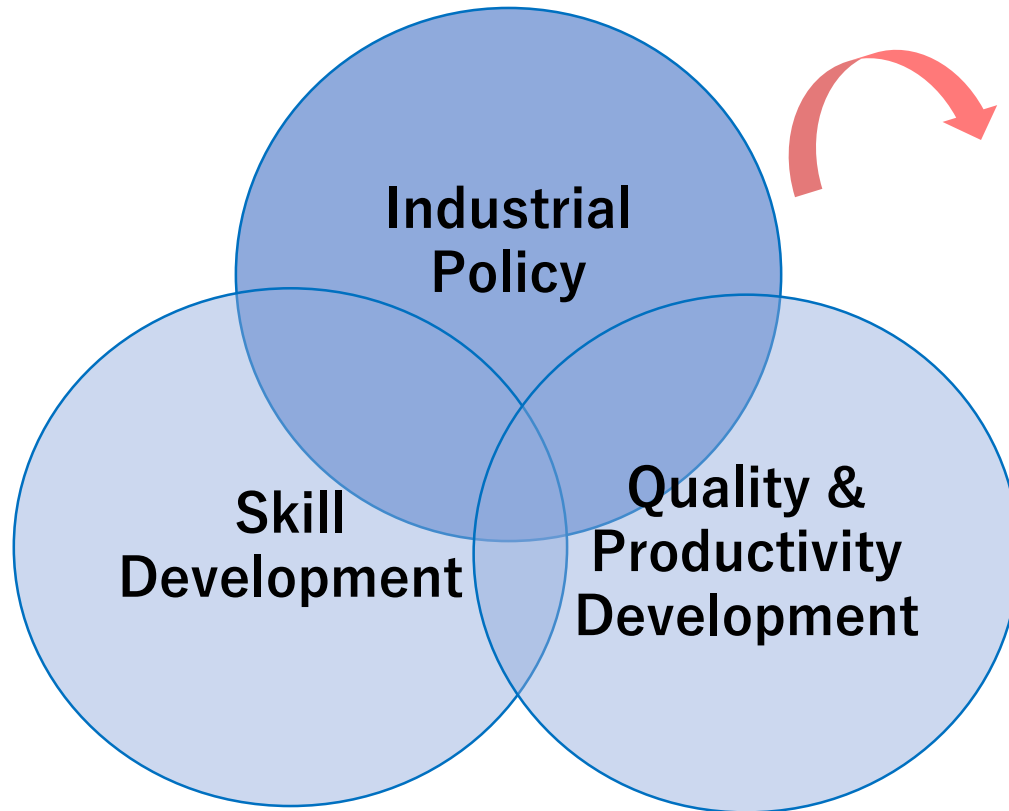 Industrial
Policy
Skill
Development
Quality &
Productivity
Development